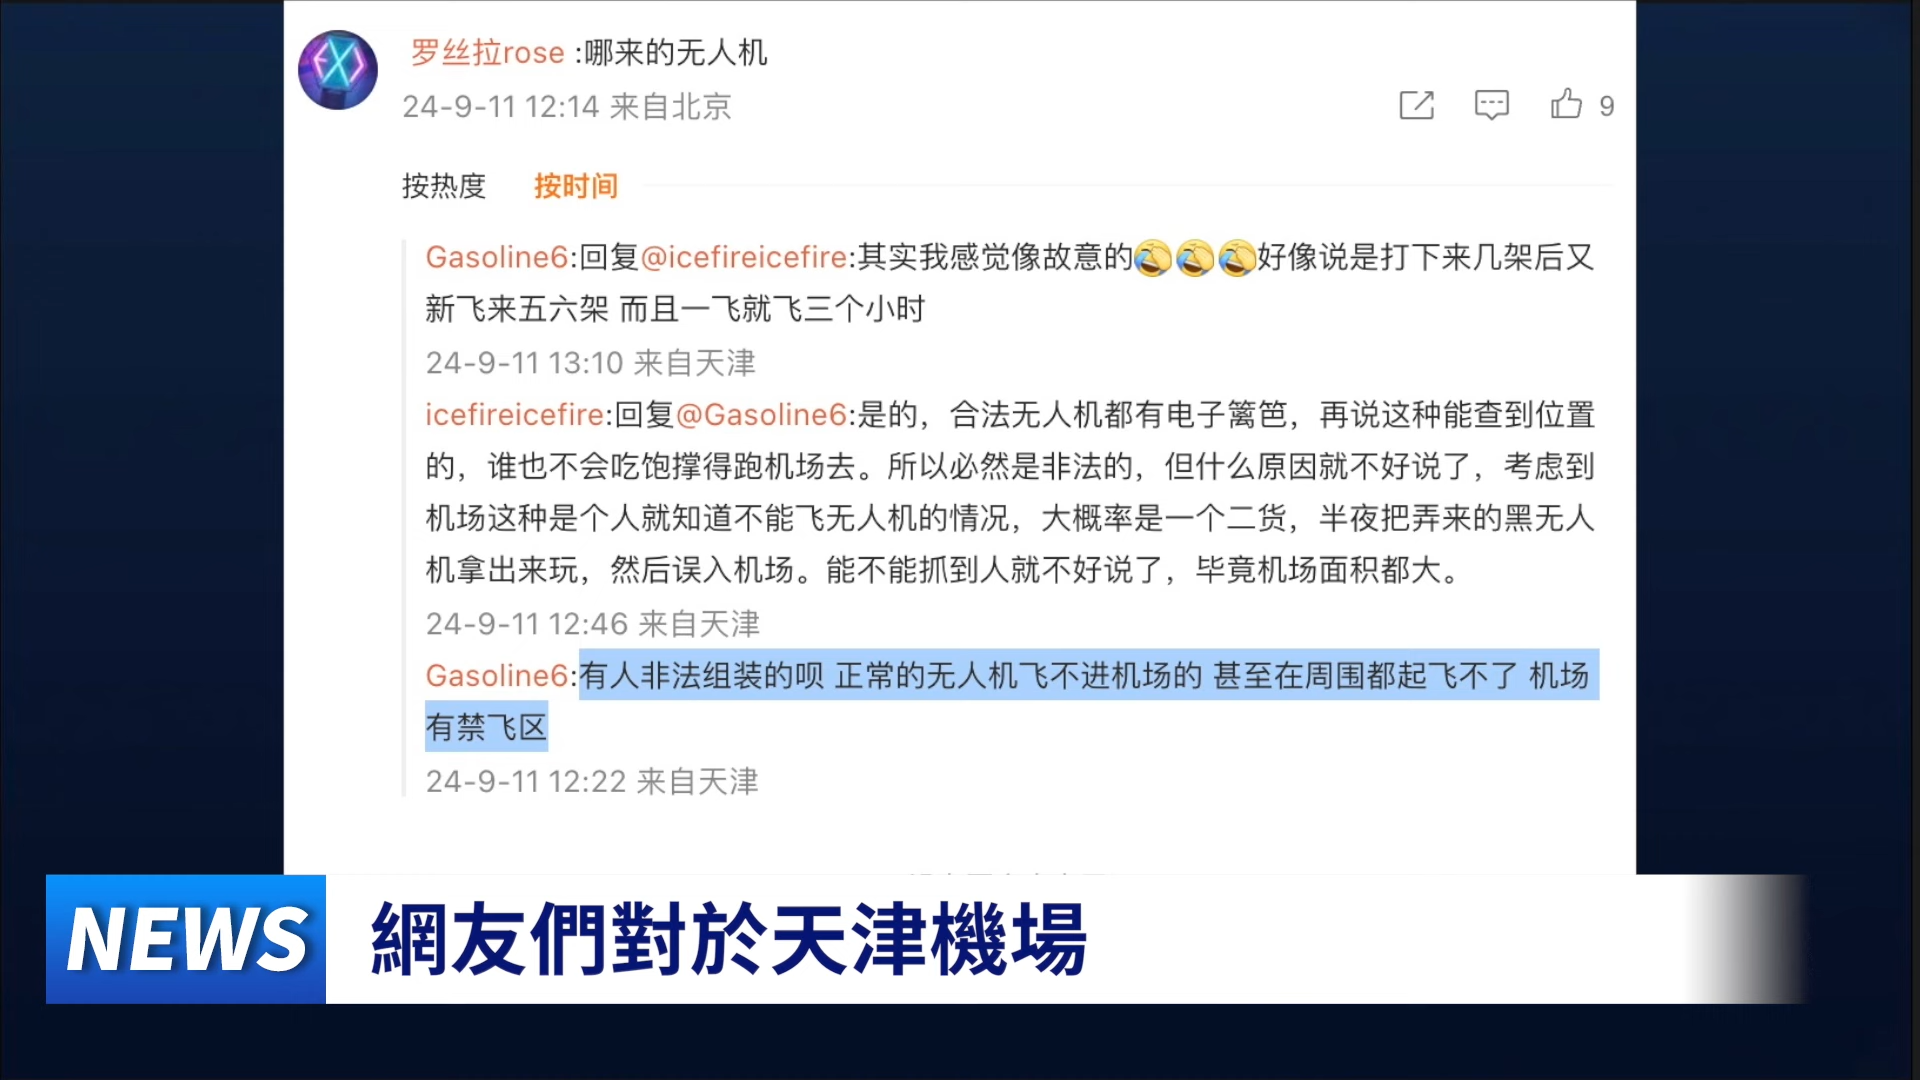 罗丝拉rose :哪来的无人机
24-9-11 12:14 来自北京
9
按热度 按时间
Gasoline6:回复@icefireicefire:其实我感觉像故意的🤣🤣🤣好像说是打下来几架后又
新飞来五六架 而且一飞就飞三个小时
24-9-11 13:10 来自天津
icefireicefire:回复@Gasoline6:是的，合法无人机都有电子篱笆，再说这种能查到位置
的，谁也不会吃饱撑得跑机场去。所以必然是非法的，但什么原因就不好说了，考虑到
机场这种是个人就知道不能飞无人机的情况，大概率是一个二货，半夜把弄来的黑无人
机拿出来玩，然后误入机场。能不能抓到人就不好说了，毕竟机场面积都大。
24-9-11 12:46 来自天津
Gasoline6:有人非法组装的呗 正常的无人机飞不进机场的 甚至在周围都起飞不了 机场
有禁飞区
24-9-11 12:22 来自天津
NEWS 網友們對於天津機場